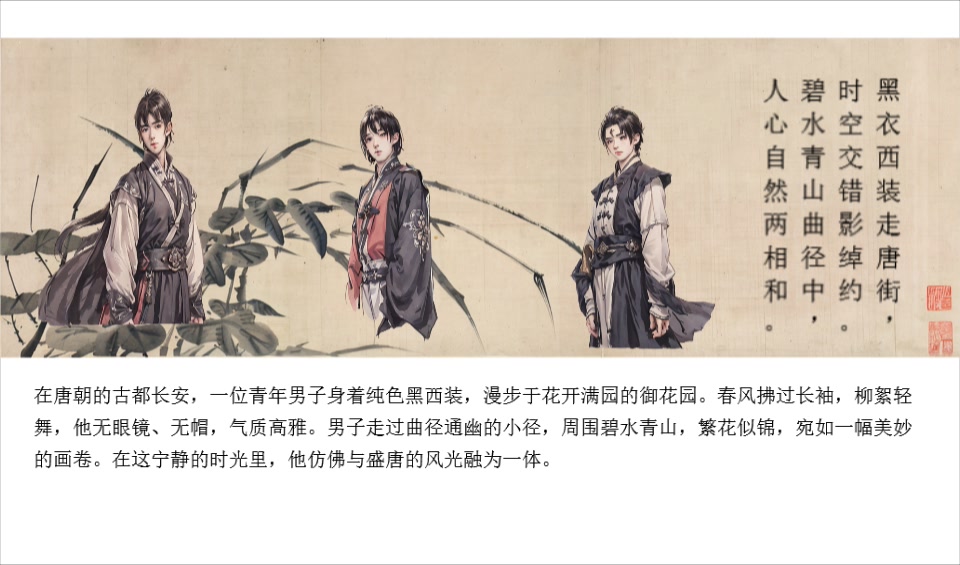 黑衣西装走唐街，
时空交错影绰约。
碧水青山曲径中，
人心自然两相和。
在唐朝的古都长安，一位青年男子身着纯色黑西装，漫步于花开满园的御花园。春风拂过长袖，柳絮轻
舞，他无眼镜、无帽，气质高雅。男子走过曲径通幽的小径，周围碧水青山，繁花似锦，宛如一幅美妙
的画卷。在这宁静的时光里，他仿佛与盛唐的风光融为一体。